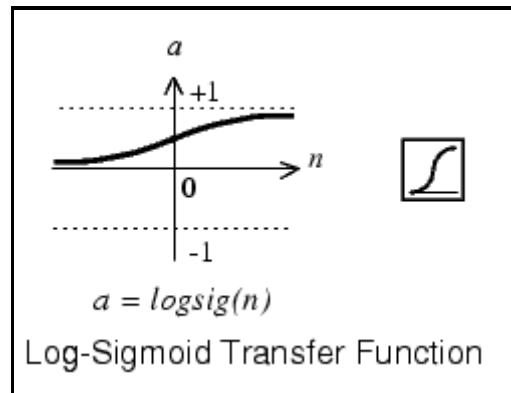 a
+1
n
0
-1
a = logsig(n)
Log-Sigmoid Transfer Function